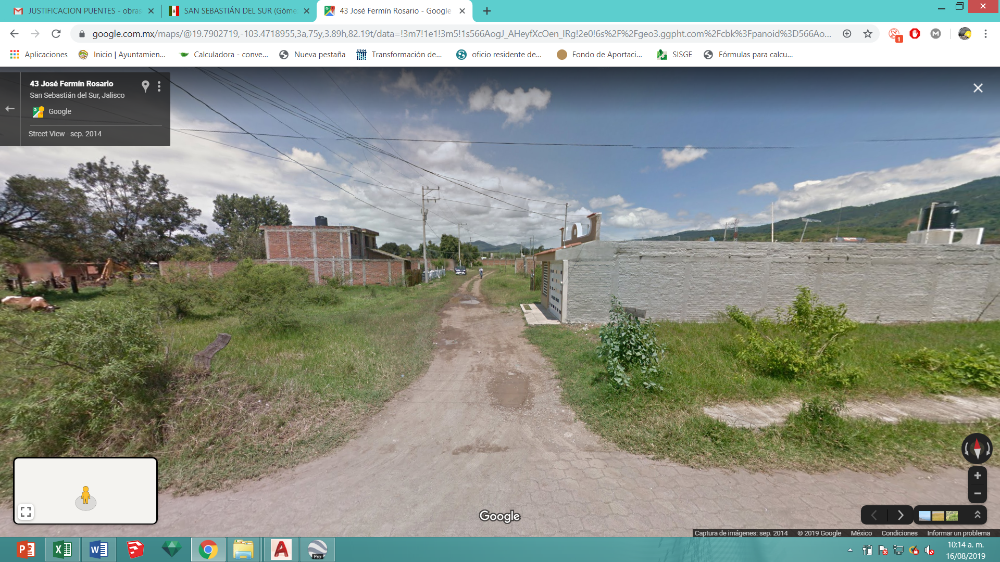 JUSTIFICACION PUENTES - obras
SAN SEBASTIÁN DEL SUR (Góme
43 José Fermín Rosario - Google
google.com.mx/maps/@19.7902719,-103.4718955,3a,75y,3.89h,82.19t/data=!3m7!1e1!3m5!1s566AogJ_AHeyfXcOen_IRg!2e0!6s%2F%2Fgeo3.ggpht.com%2Fcbk%3Fpanoid%3D566Ao...
1
Aplicaciones
Inicio | Ayuntamien...
Calculadora - conve...
Nueva pestaña
Transformación de...
oficio residente de...
Fondo de Aportaci...
SISGE
Fórmulas para calcu...
43 José Fermín Rosario
San Sebastián del Sur, Jalisco
Google
Street View - sep. 2014
Google
Captura de imágenes: sep. 2014 © 2019 Google México Condiciones Informar un problema
Pro
10:14 a. m.
16/08/2019